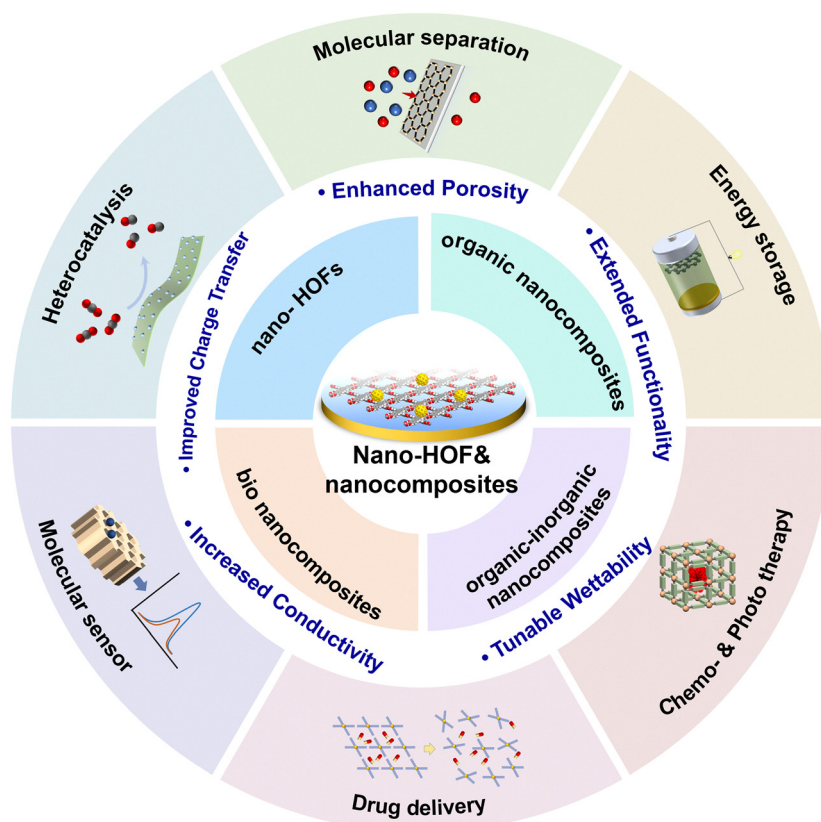 Molecular separation
Energy storage
Chemo- & Photo therapy
Drug delivery
Molecular sensor
Heterocatalysis
• Enhanced Porosity
• Extended Functionality
• Tunable Wettability
• Increased Conductivity
• Improved Charge Transfer
nano- HOFs
organic nanocomposites
organic-inorganic
nanocomposites
bio nanocomposites
Nano-HOF&
nanocomposites